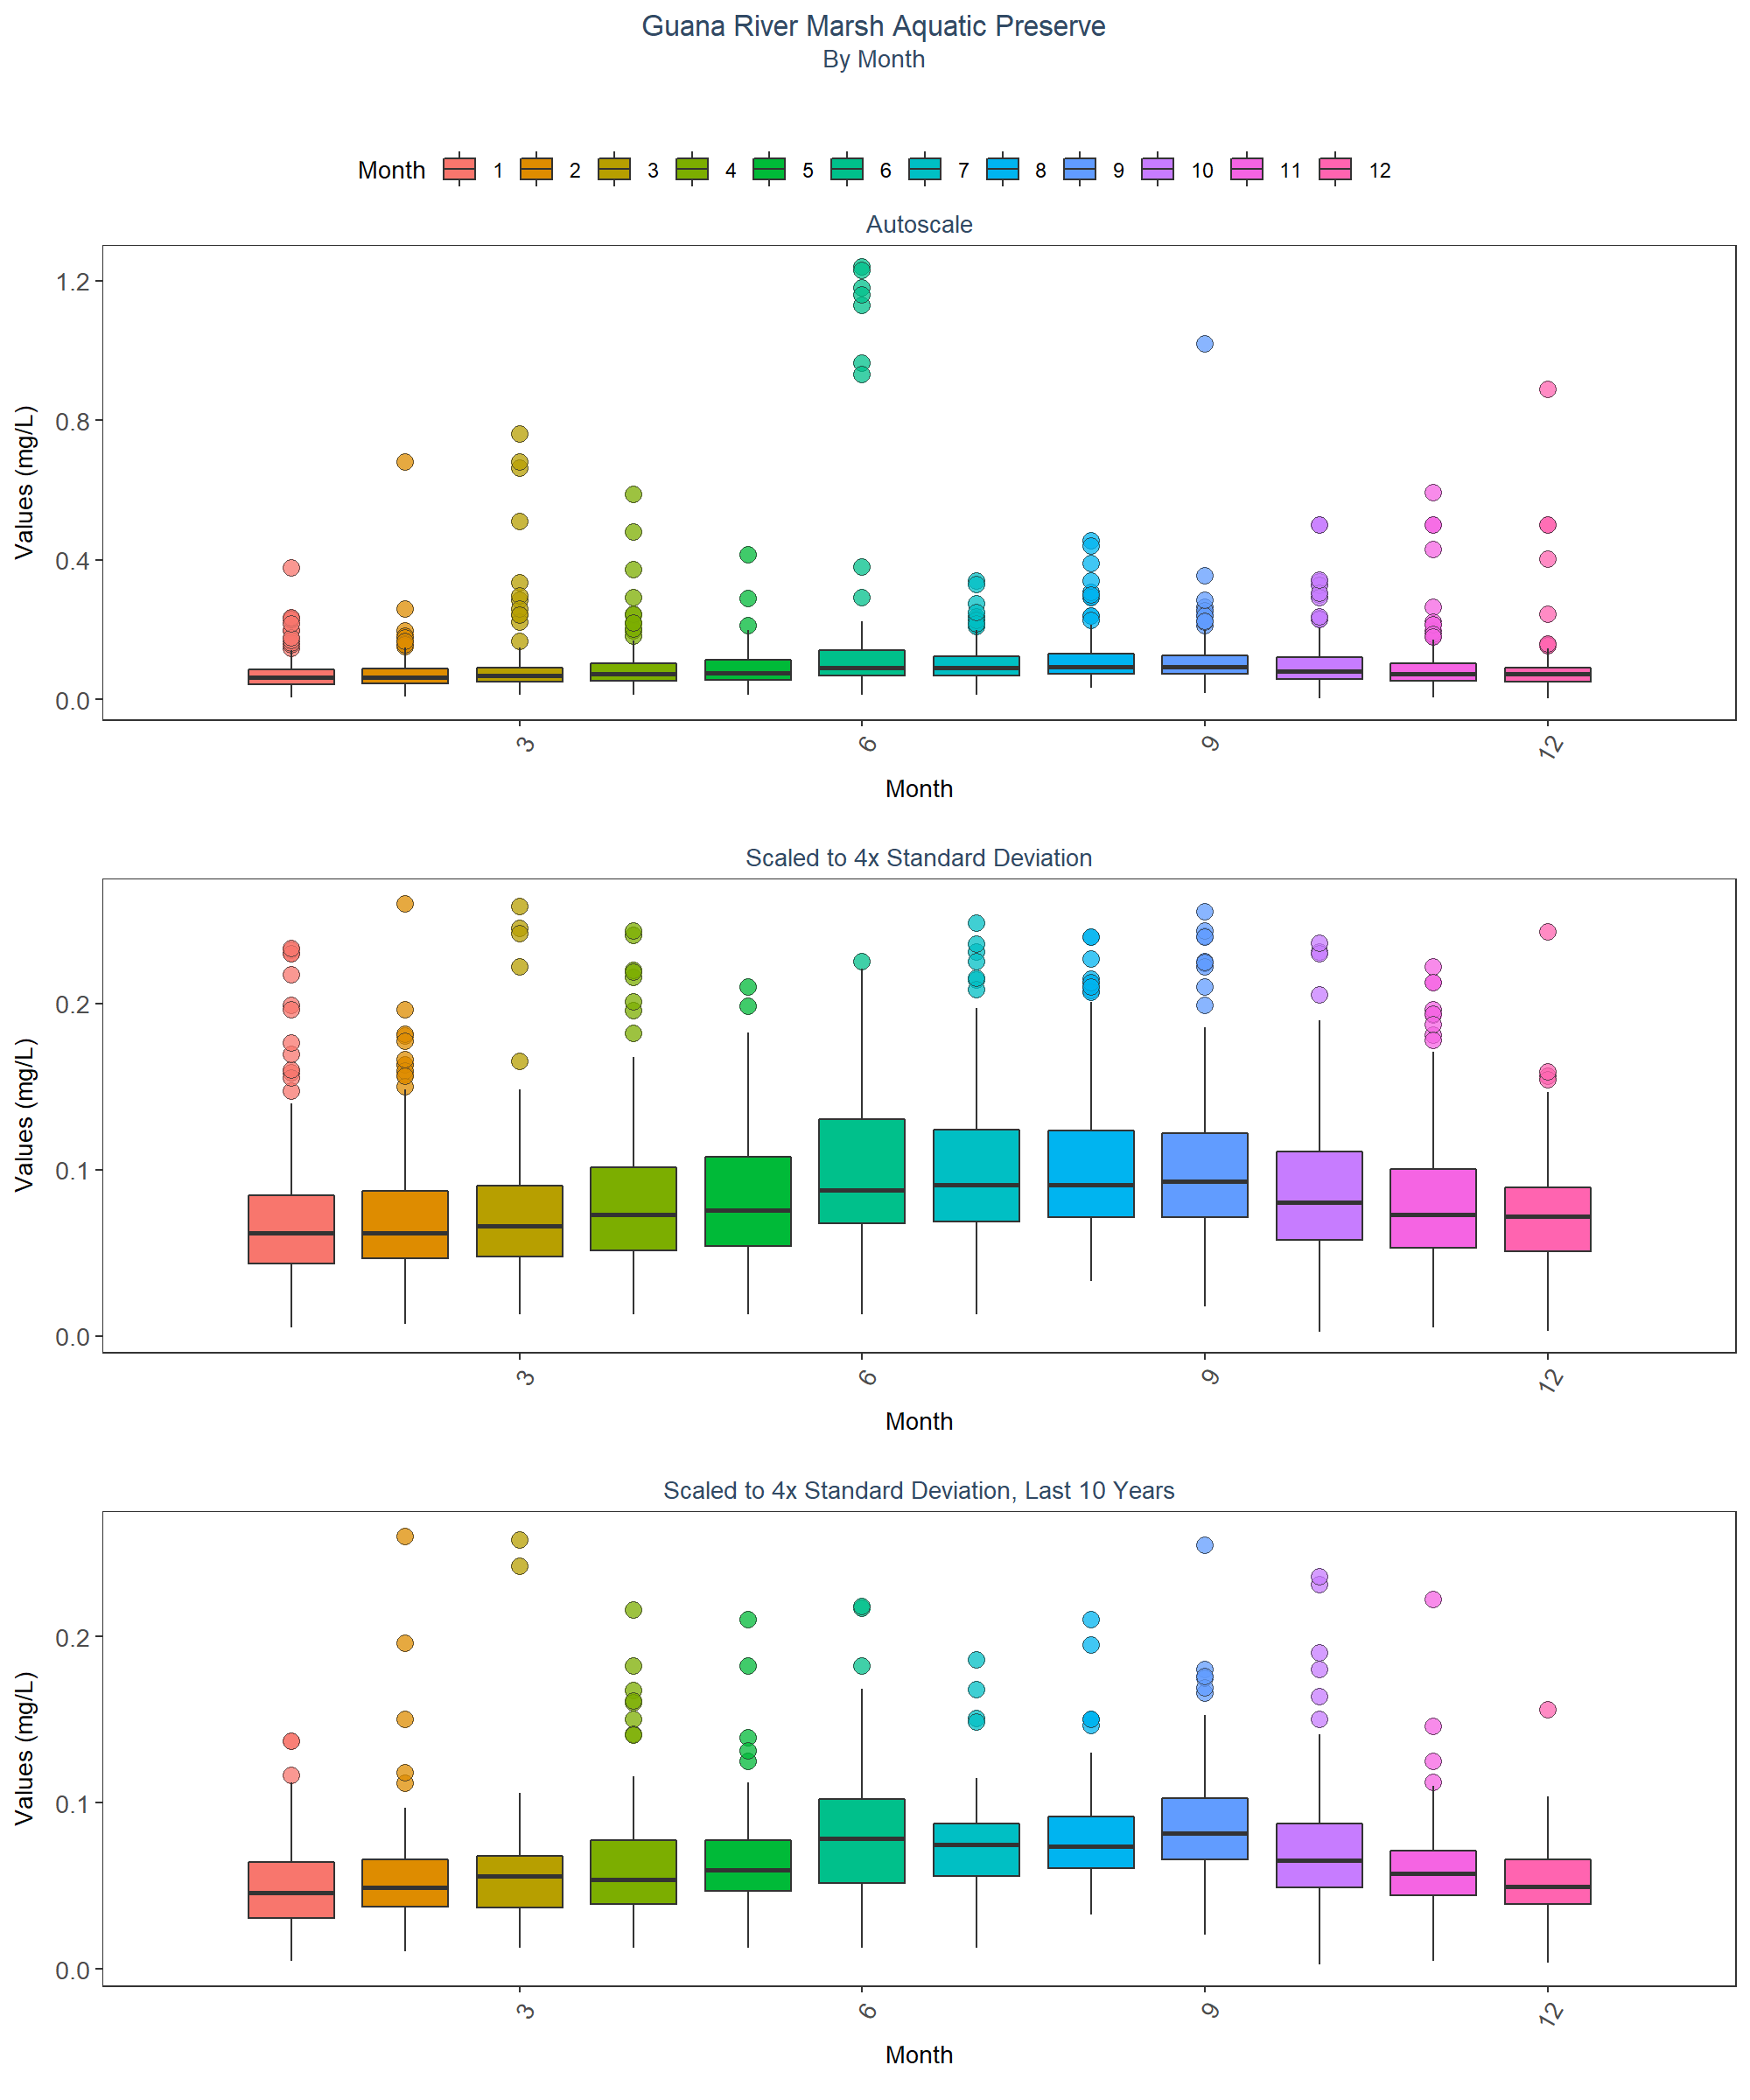 Guana River Marsh Aquatic Preserve
By Month
Month 1 2 3 4 5 6 7 8 9 10 11 12
Autoscale
Values (mg/L)
1.2
0.8
0.4
0.0
3 6 9 12
Month
Scaled to 4x Standard Deviation
Values (mg/L)
0.2
0.1
0.0
3 6 9 12
Month
Scaled to 4x Standard Deviation, Last 10 Years
Values (mg/L)
0.2
0.1
0.0
3 6 9 12
Month